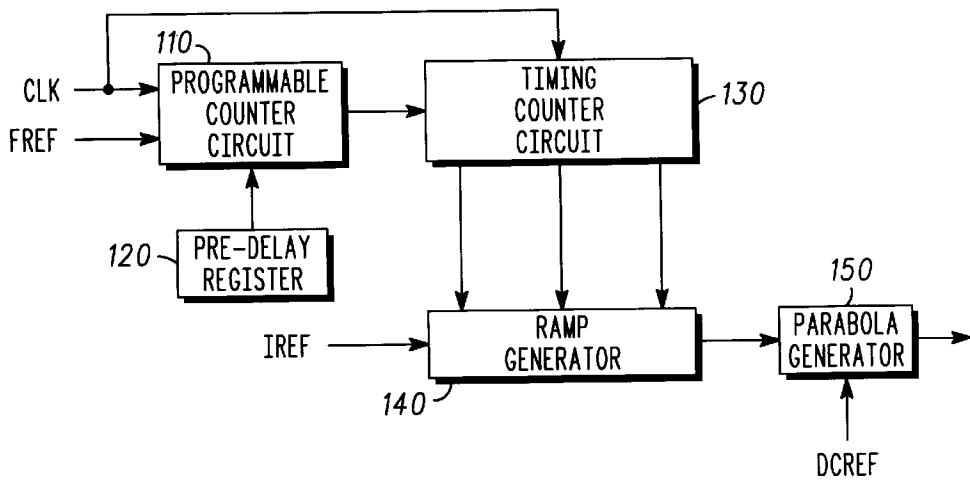 110
CLK
FREF
PROGRAMMABLE
COUNTER
CIRCUIT
TIMING
COUNTER
CIRCUIT
130
120
PRE-DELAY
REGISTER
IREF
RAMP
GENERATOR
140
150
PARABOLA
GENERATOR
DCREF